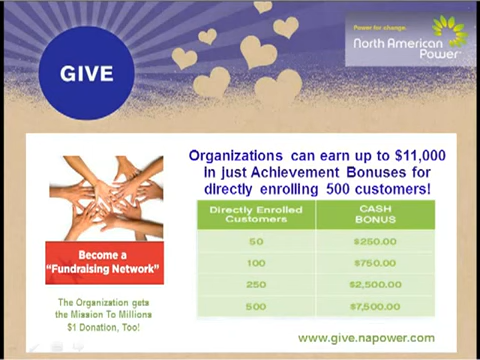 GIVE
Power for change.
North American
Power
Organizations can earn up to $11,000
in just Achievement Bonuses for
directly enrolling 500 customers!
Directly Enrolled
Customers
CASH
BONUS
50
$250.00
100
$750.00
250
$2,500.00
500
$7,500.00
Become a
"Fundraising Network"
The Organization gets
the Mission To Millions
$1 Donation, Too!
www.give.napower.com